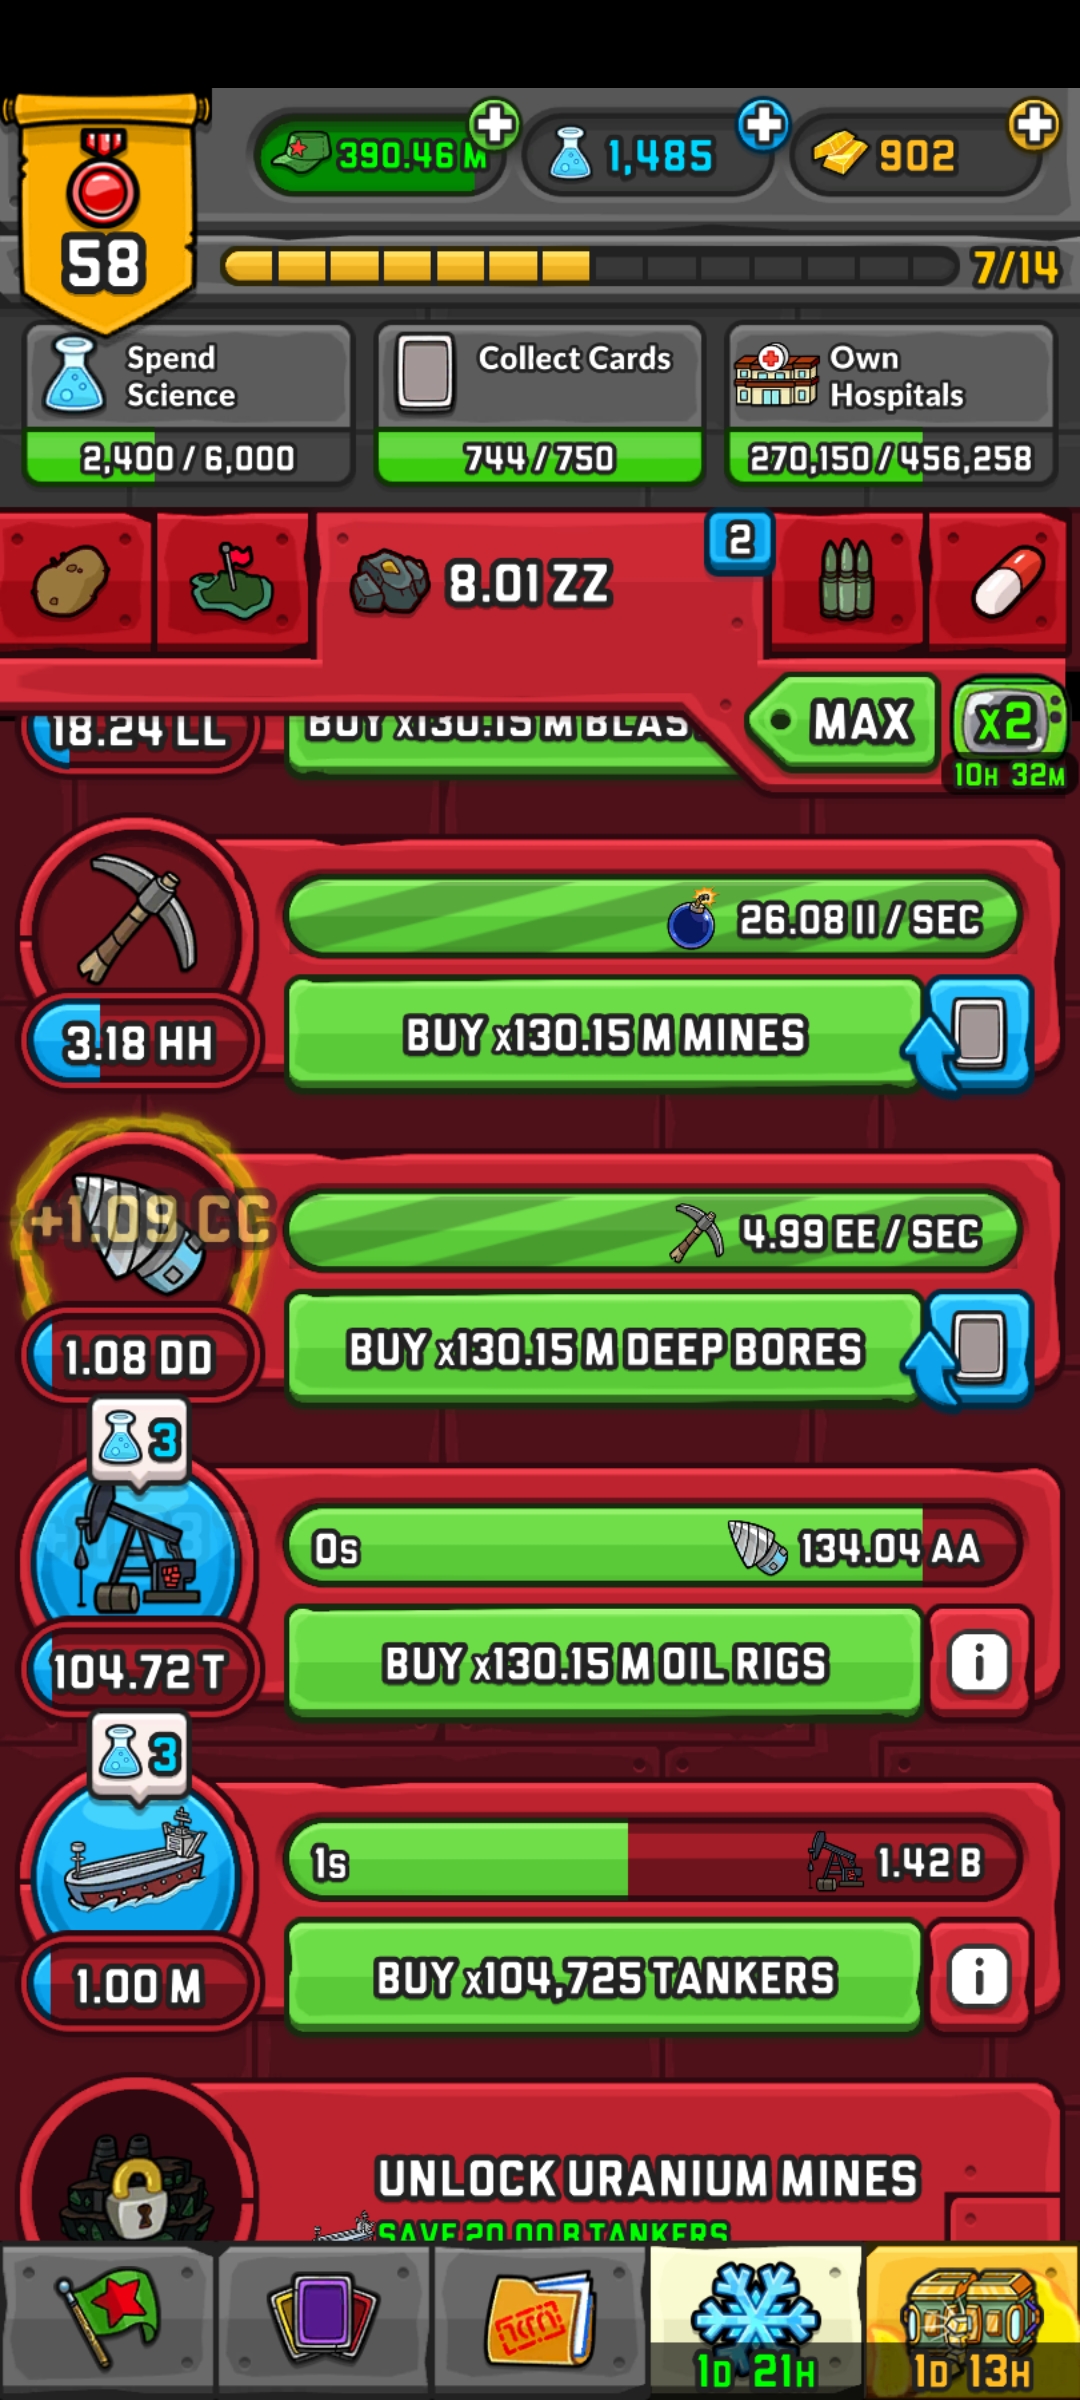 390.46 M
1,485
902
58
7/14
Spend
Science
2,400 / 6,000
Collect Cards
744 / 750
Own
Hospitals
270,150 / 456,258
8.01 ZZ
2
MAX
x2
10H 32M
18.24 LL
BUY x130.15 M BLAS
26.08 II / SEC
3.18 HH
BUY x130.15 M MINES
+1.09 CC
4.99 EE / SEC
1.08 DD
BUY x130.15 M DEEP BORES
3
0s
134.04 AA
104.72 T
BUY x130.15 M OIL RIGS
i
3
1s
1.42 B
1.00 M
BUY x104,725 TANKERS
i
UNLOCK URANIUM MINES
SAVE 20.00 B TANKERS
1D 21H
1D 13H